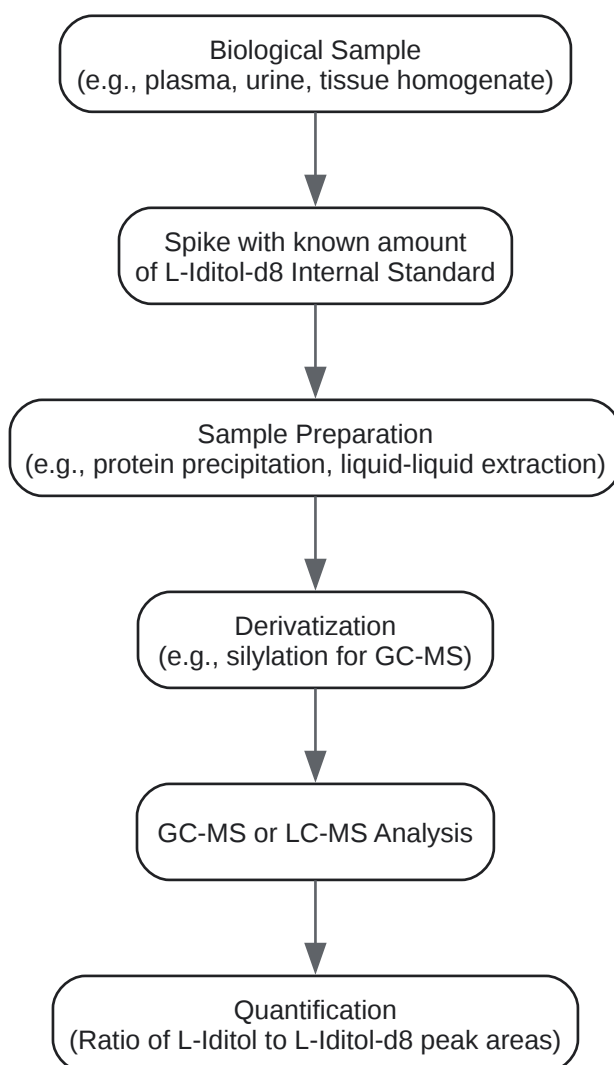 Biological Sample
(e.g., plasma, urine, tissue homogenate)
Spike with known amount
of L-Iditol-d8 Internal Standard
Sample Preparation
(e.g., protein precipitation, liquid-liquid extraction)
Derivatization
(e.g., silylation for GC-MS)
GC-MS or LC-MS Analysis
Quantification
(Ratio of L-Iditol to L-Iditol-d8 peak areas)